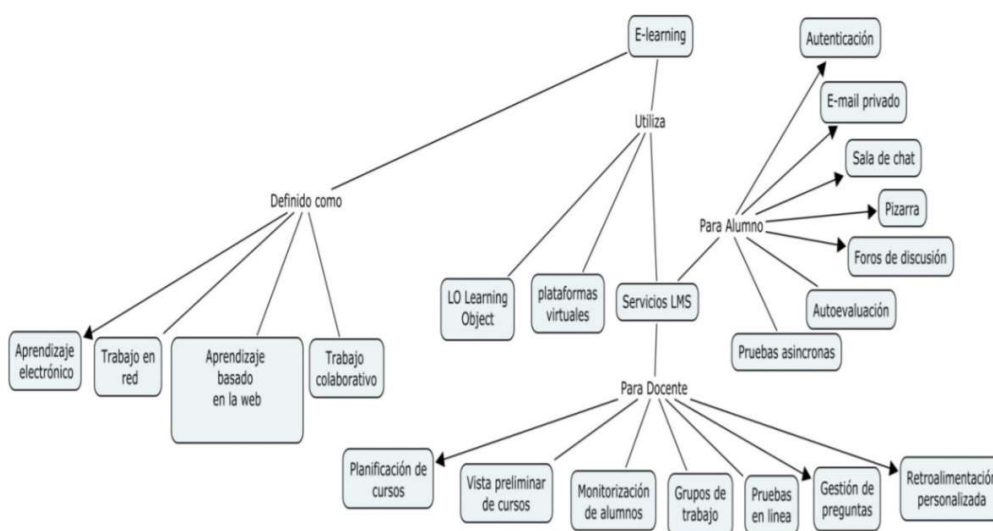 E-learning
Autenticación
E-mail privado
Utiliza
Sala de chat
Definido como
Pizarra
Para Alumno
Foros de discusión
LO Learning
Object
plataformas
virtuales
Servicios LMS
Autoevaluación
Pruebas asincronas
Aprendizaje
electrónico
Trabajo en
red
Aprendizaje
basado
en la web
Trabajo
colaborativo
Para Docente
Planificación de
cursos
Vista preliminar
de cursos
Monitorización
de alumnos
Grupos de
trabajo
Pruebas
en linea
Gestión de
preguntas
Retroalimentación
personalizada